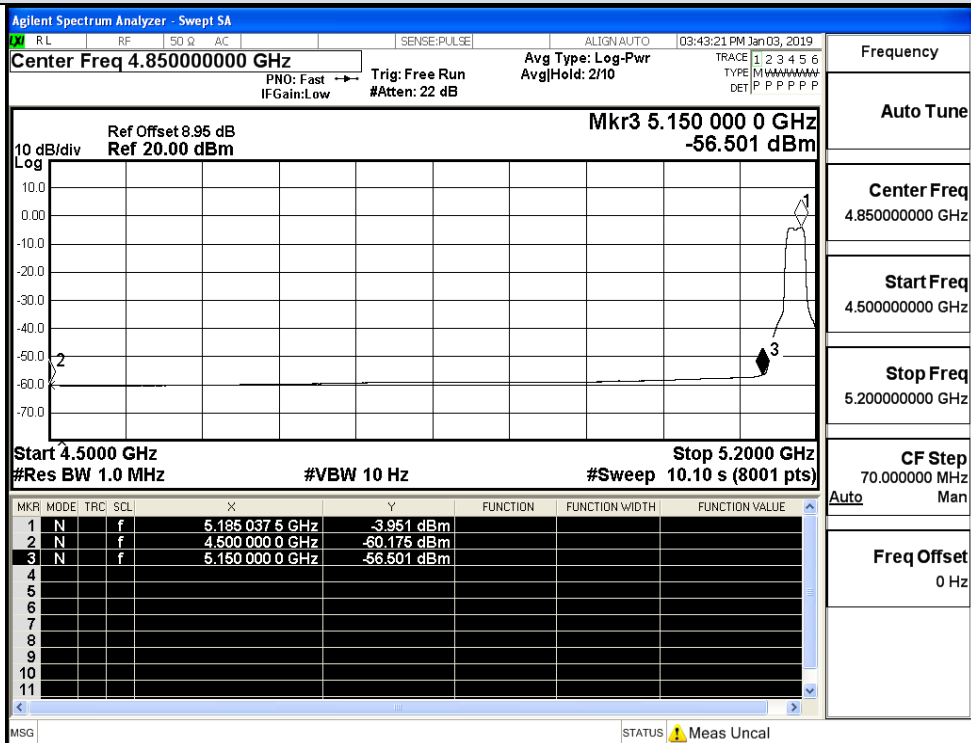 Agilent Spectrum Analyzer - Swept SA
LXI RL RF 50 Ω AC SENSE:PULSE ALIGN AUTO 03:43:21 PM Jan 03, 2019
Center Freq 4.850000000 GHz
PNO: Fast
IFGain:Low
Trig: Free Run
#Atten: 22 dB
Avg Type: Log-Pwr
Avg|Hold: 2/10
TRACE 1 2 3 4 5 6
TYPE M WWWWW
DET P P P P P P
Ref Offset 8.95 dB
10 dB/div Ref 20.00 dBm
Log
Mkr3 5.150 000 0 GHz
-56.501 dBm
10.0
0.00
-10.0
-20.0
-30.0
-40.0
-50.0
-60.0
-70.0
1
2
3
Start 4.5000 GHz Stop 5.2000 GHz
#Res BW 1.0 MHz #VBW 10 Hz #Sweep 10.10 s (8001 pts)
MKR MODE TRC SCL X Y FUNCTION FUNCTION WIDTH FUNCTION VALUE
1 N f 5.185 037 5 GHz -3.951 dBm
2 N f 4.500 000 0 GHz -60.175 dBm
3 N f 5.150 000 0 GHz -56.501 dBm
4
5
6
7
8
9
10
11
MSG STATUS Meas Uncal
Frequency
Auto Tune
Center Freq
4.850000000 GHz
Start Freq
4.500000000 GHz
Stop Freq
5.200000000 GHz
CF Step
70.000000 MHz
Auto Man
Freq Offset
0 Hz